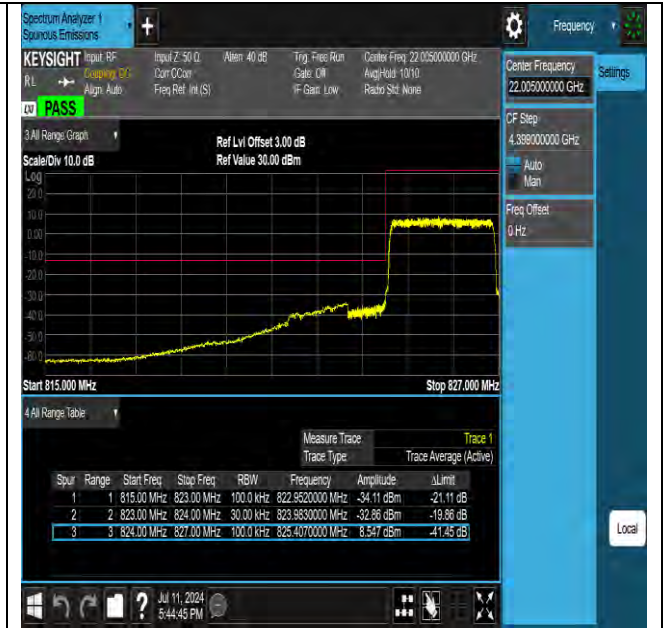 Spectrum Analyzer 1
Spurious Emissions
+
Frequency
KEYSIGHT Input: RF Input Z: 50 Ω Atten: 40 dB Trig: Free Run Center Freq: 22.005000000 GHz
RL Coupling: DC Corr CCorr Gate: Off Avg|Hold: 10/10
Align: Auto Freq Ref: Int (S) IF Gain: Low Radio Std: None
LXI PASS
Center Frequency
22.005000000 GHz
Settings
CF Step
4.399000000 GHz
Auto
Man
Freq Offset
0 Hz
3 All Range Graph
Ref Lvl Offset 3.00 dB
Scale/Div 10.0 dB Ref Value 30.00 dBm
Log
20.0
10.0
0.00
-10.0
-20.0
-30.0
-40.0
-50.0
-60.0
Start 815.000 MHz Stop 827.000 MHz
4 All Range Table
Measure Trace Trace 1
Trace Type Trace Average (Active)
Spur Range Start Freq Stop Freq RBW Frequency Amplitude ΔLimit
1 1 815.00 MHz 823.00 MHz 100.0 kHz 822.9520000 MHz -34.11 dBm -21.11 dB
2 2 823.00 MHz 824.00 MHz 30.00 kHz 823.9830000 MHz -32.86 dBm -19.86 dB
3 3 824.00 MHz 827.00 MHz 100.0 kHz 825.4070000 MHz 8.547 dBm -41.45 dB
Local
? Jul 11, 2024
5:44:45 PM